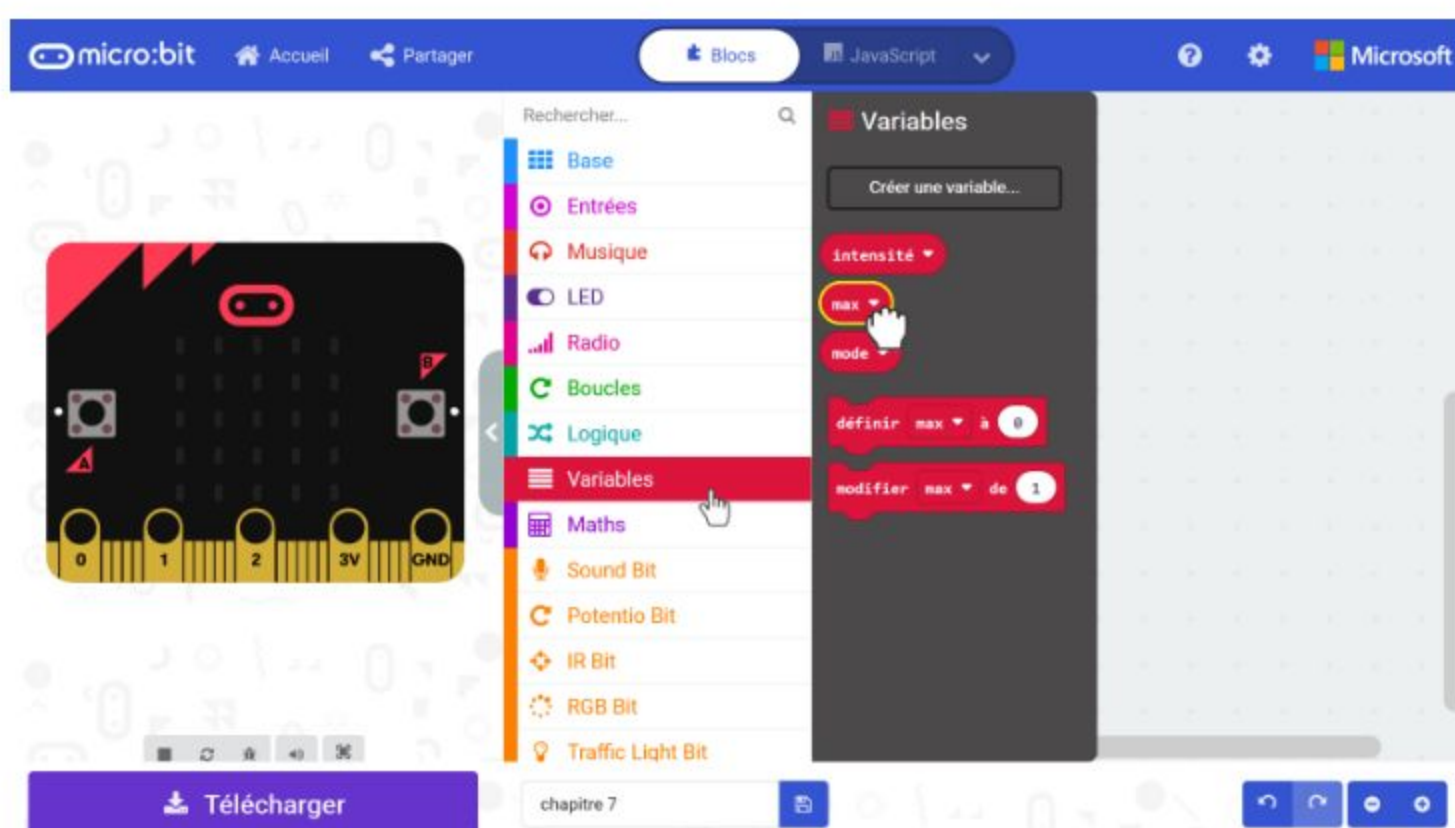 micro:bit Accueil Partager Blocs JavaScript Microsoft
Rechercher...
Base
Entrées
Musique
LED
Radio
Boucles
Logique
Variables
Maths
Sound Bit
Potentio Bit
IR Bit
RGB Bit
Traffic Light Bit
Variables
Créer une variable...
intensité
max
mode
définir max à 0
modifier max de 1
B
A
0 1 2 3V GND
Télécharger
chapitre 7